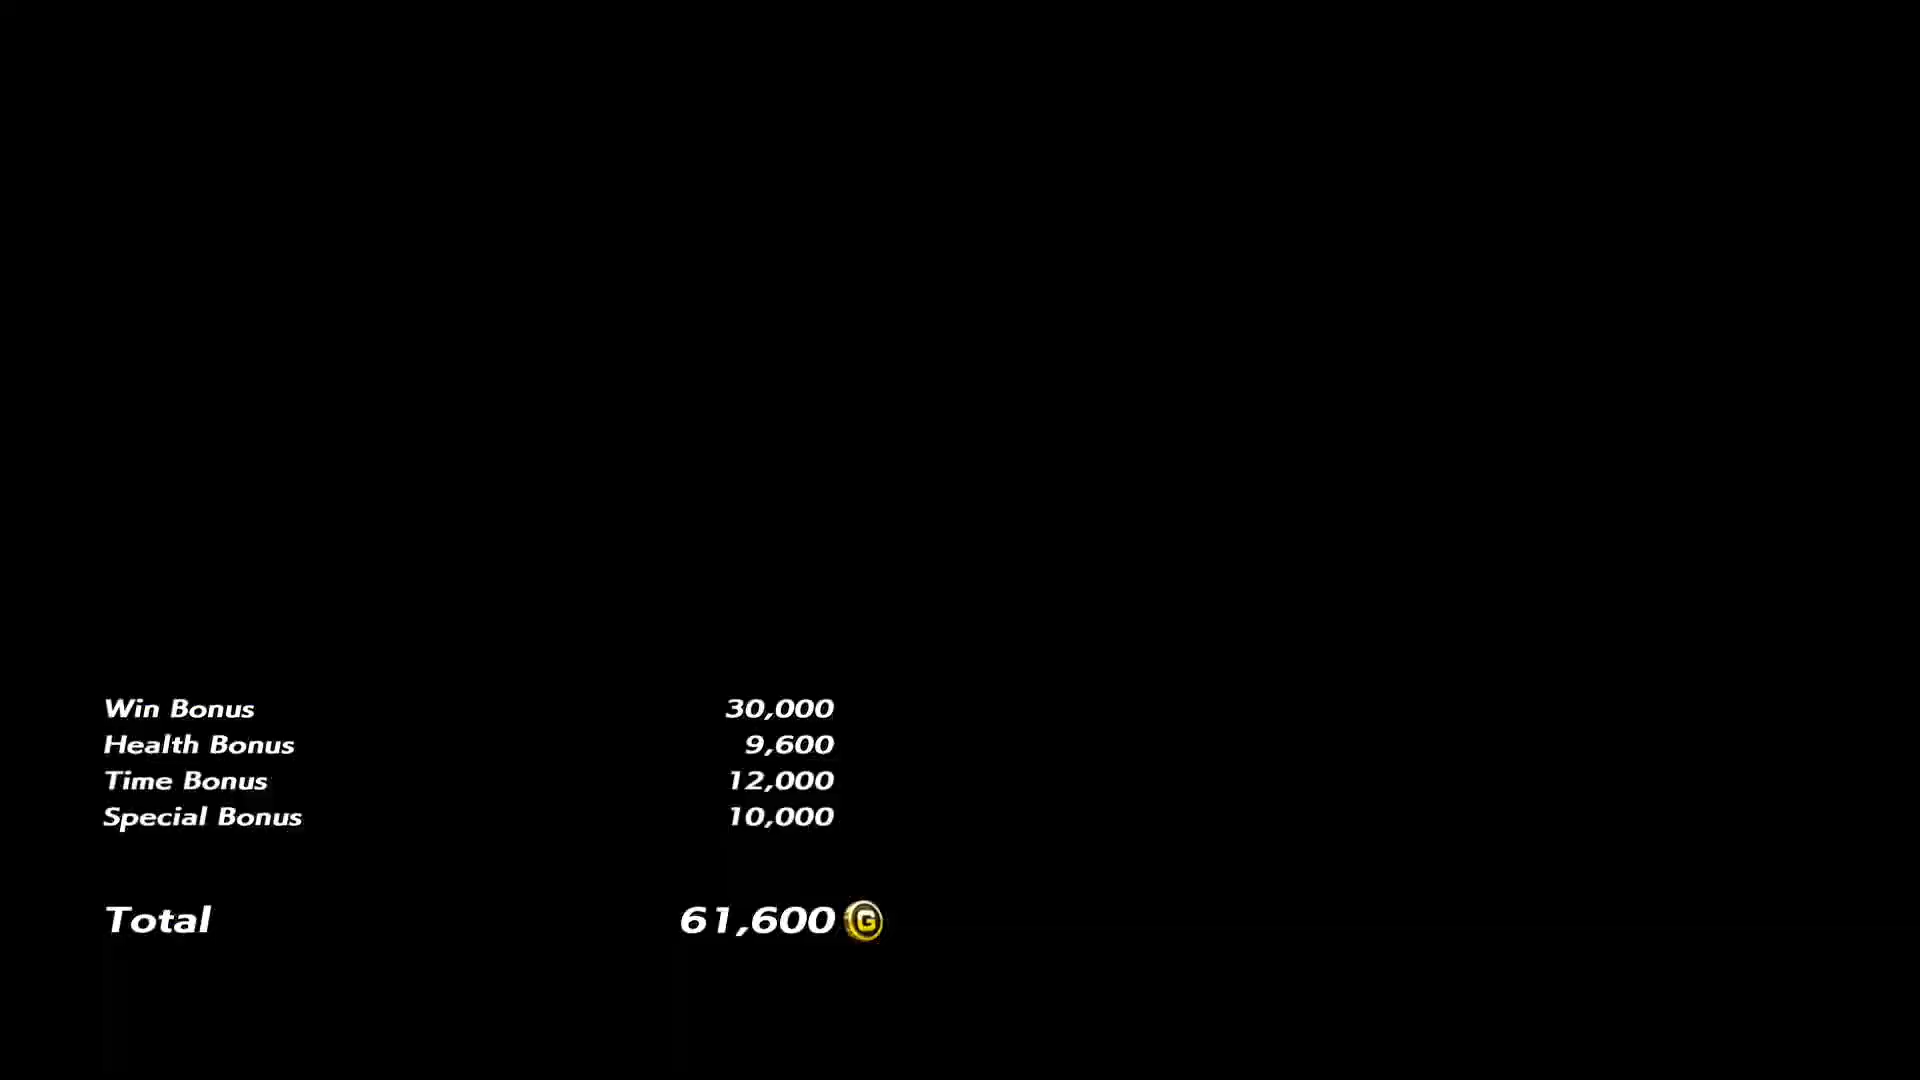 Win Bonus 30,000
Health Bonus 9,600
Time Bonus 12,000
Special Bonus 10,000
Total 61,600 G